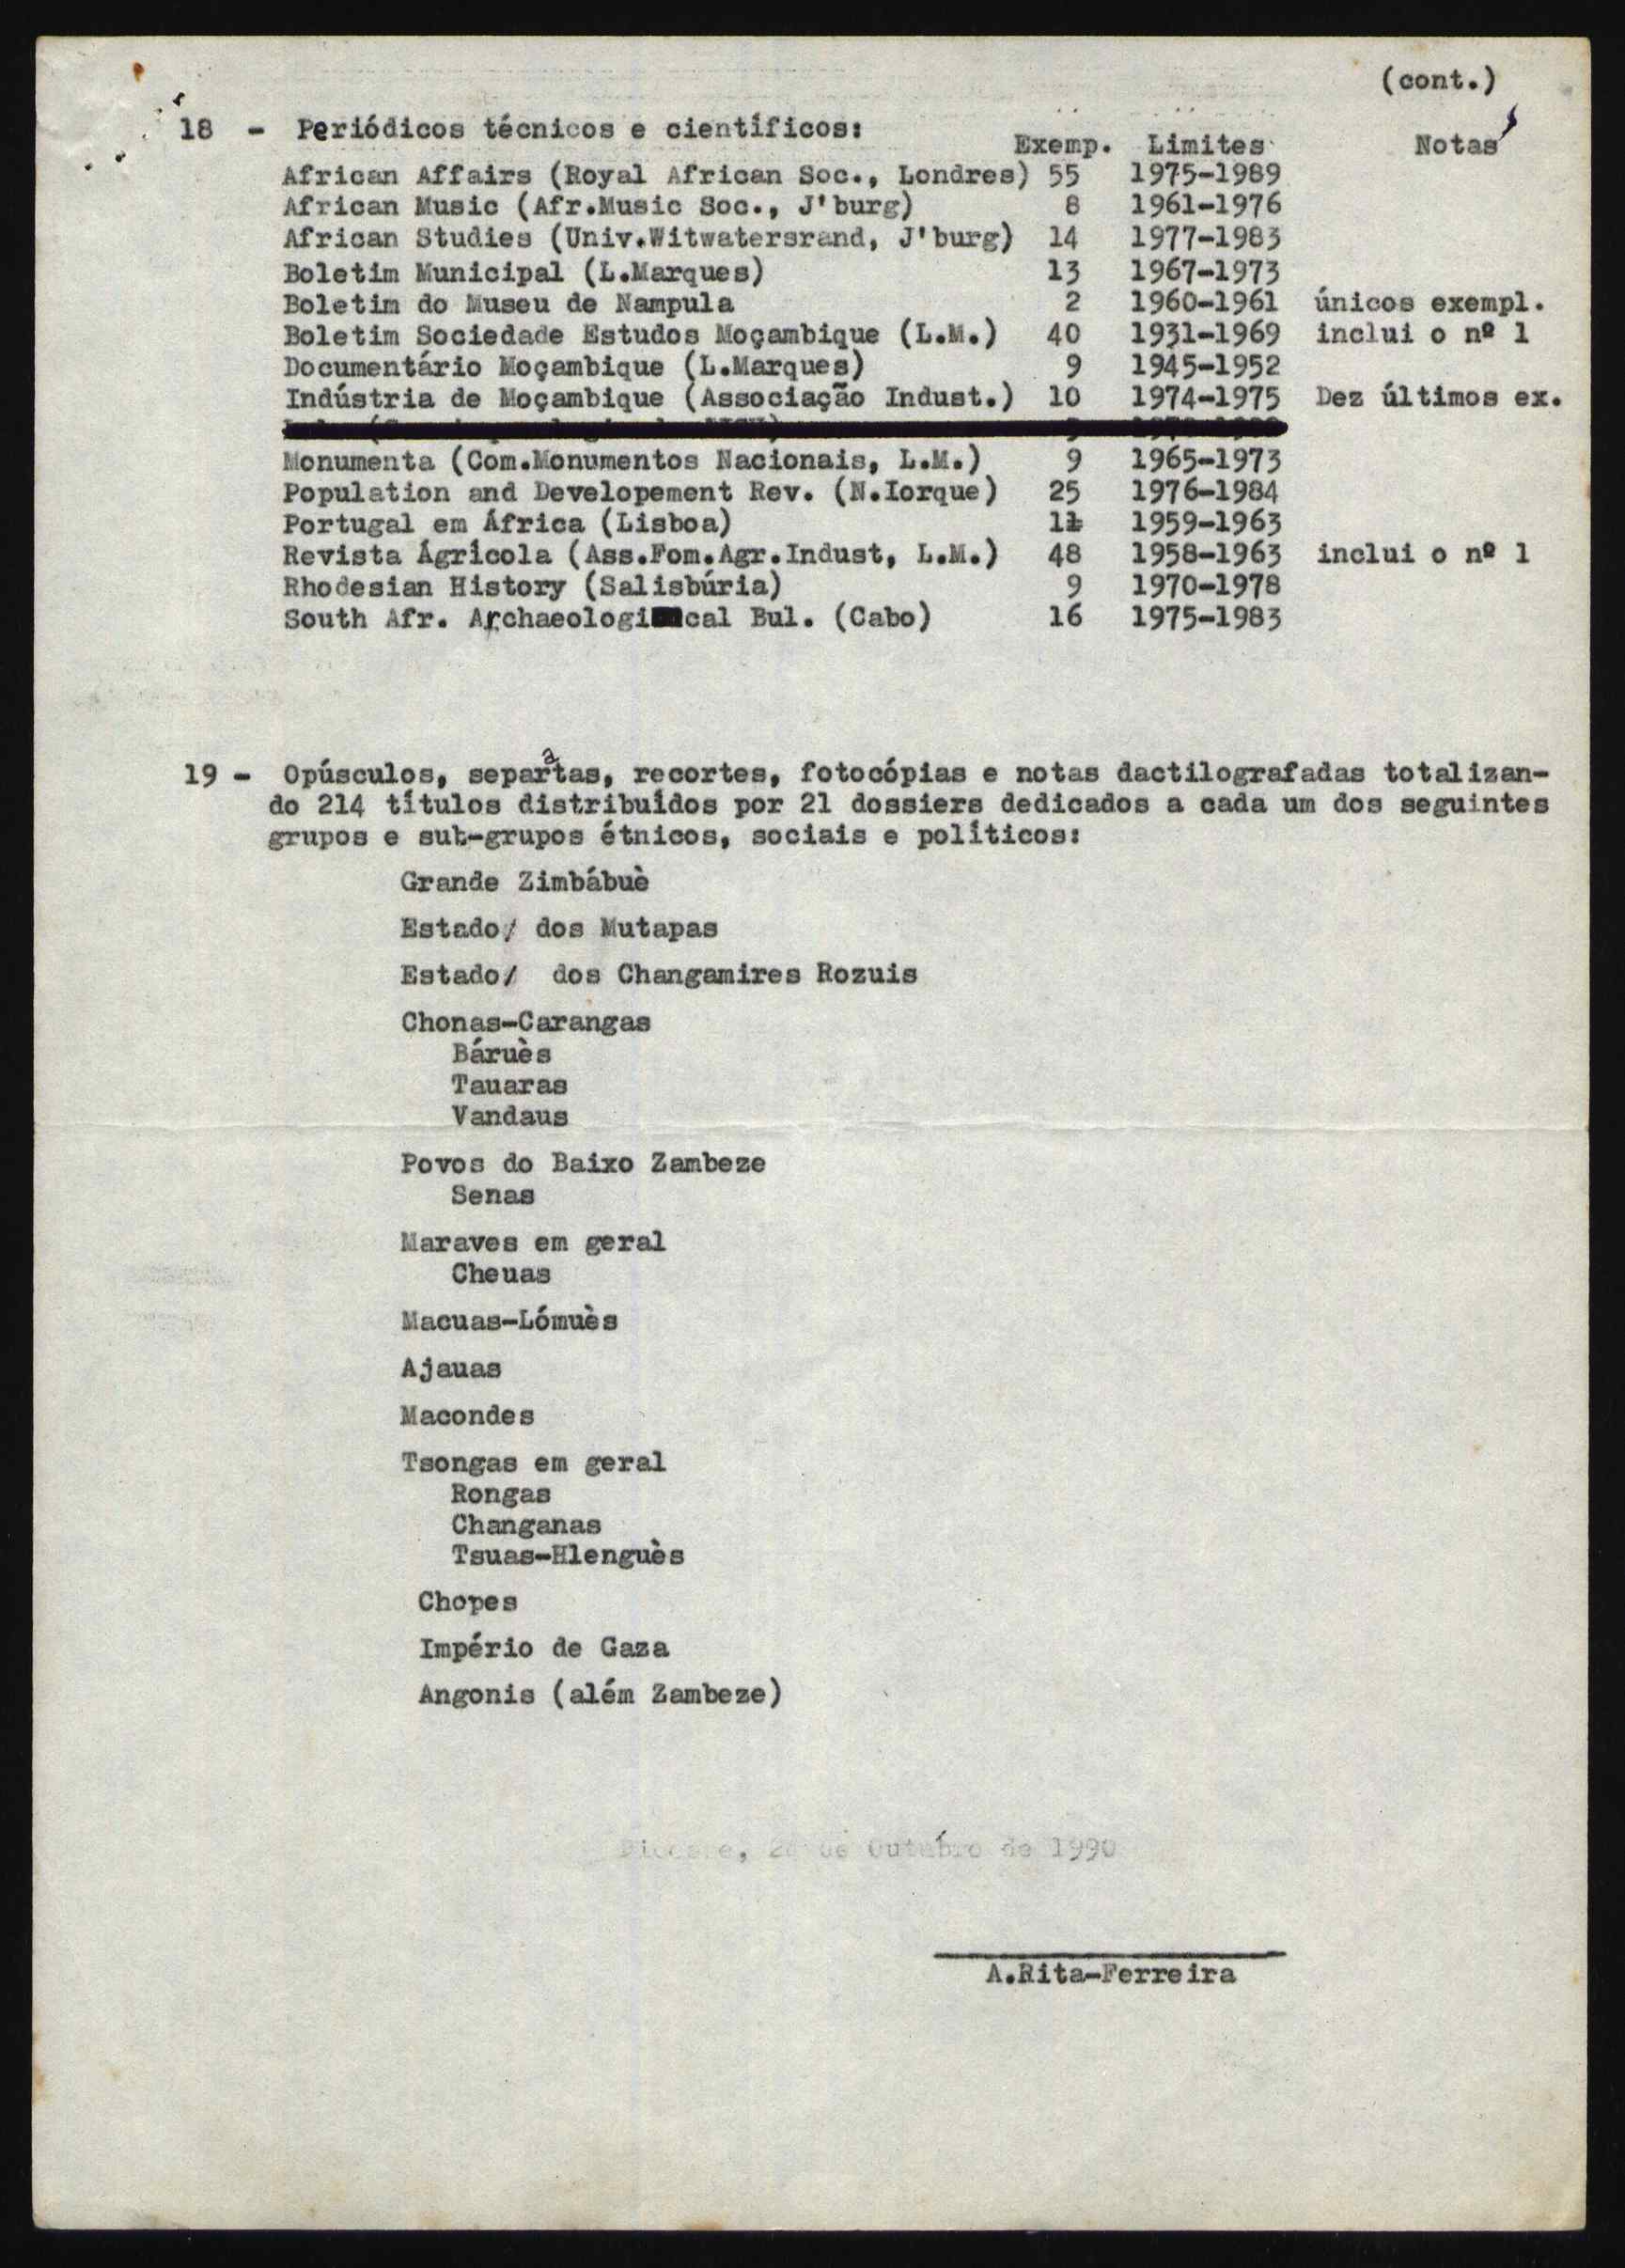 (cont.)
18 - Periódicos técnicos e científicos:
Exemp. Limites Notas
African Affairs (Royal African Soc., Londres) 55 1975-1989
African Music (Afr.Music Soc., J'burg) 8 1961-1976
African Studies (Univ.Witwatersrand, J'burg) 14 1977-1983
Boletim Municipal (L.Marques) 13 1967-1973
Boletim do Museu de Nampula 2 1960-1961 únicos exempl.
Boletim Sociedade Estudos Moçambique (L.M.) 40 1931-1969 inclui o nº 1
Documentário Moçambique (L.Marques) 9 1945-1952
Indústria de Moçambique (Associação Indust.) 10 1974-1975 Dez últimos ex.
Monumenta (Com.Monumentos Nacionais, L.M.) 9 1965-1973
Population and Developement Rev. (N.Iorque) 25 1976-1984
Portugal em África (Lisboa) 11 1959-1963
Revista Ágrícola (Ass.Fom.Agr.Indust, L.M.) 48 1958-1963 inclui o nº 1
Rhodesian History (Salisbúria) 9 1970-1978
South Afr. Archaeological Bul. (Cabo) 16 1975-1983
19 - Opúsculos, separatas, recortes, fotocópias e notas dactilografadas totalizan-
do 214 títulos distribuídos por 21 dossiers dedicados a cada um dos seguintes
grupos e sub-grupos étnicos, sociais e políticos:
Grande Zimbábuè
Estado/ dos Mutapas
Estado/ dos Changamires Rozuis
Chonas-Carangas
Báruès
Tauaras
Vandaus
Povos do Baixo Zambeze
Senas
Maraves em geral
Cheuas
Macuas-Lómuès
Ajauas
Macondes
Tsongas em geral
Rongas
Changanas
Tsuas-Hlenguès
Chopes
Império de Gaza
Angonis (além Zambeze)
de Outubro de 1990
A.Rita-Ferreira